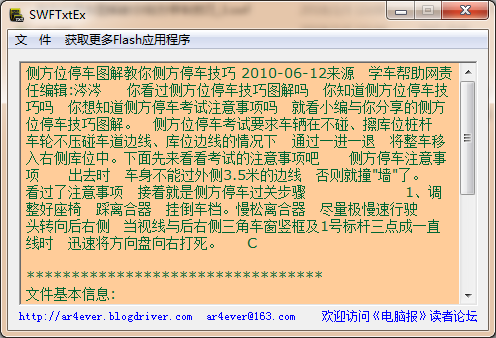 SWFTxtEx
文 件 获取更多Flash应用程序
侧方位停车图解教你侧方停车技巧 2010-06-12来源 学车帮助网责
任编辑:涔涔 你看过侧方位停车技巧图解吗 你知道侧方位停车技
巧吗 你想知道侧方停车考试注意事项吗 就看小编与你分享的侧方
位停车技巧图解。 侧方位停车考试要求车辆在不碰、擦库位桩杆
车轮不压碰车道边线、库位边线的情况下 通过一进一退 将整车移
入右侧库位中。下面先来看看考试的注意事项吧 侧方停车注意事
项 出去时 车身不能过外侧3.5米的边线 否则就撞"墙"了。
看过了注意事项 接着就是侧方停车过关步骤 1、调
整好座椅 踩离合器 挂倒车档。慢松离合器 尽量极慢速行驶
头转向后右侧 当视线与后右侧三角车窗竖框及1号标杆三点成一直
线时 迅速将方向盘向右打死。 C
***********************************
文件基本信息:
http://ar4ever.blogdriver.com ar4ever@163.com 欢迎访问《电脑报》读者论坛